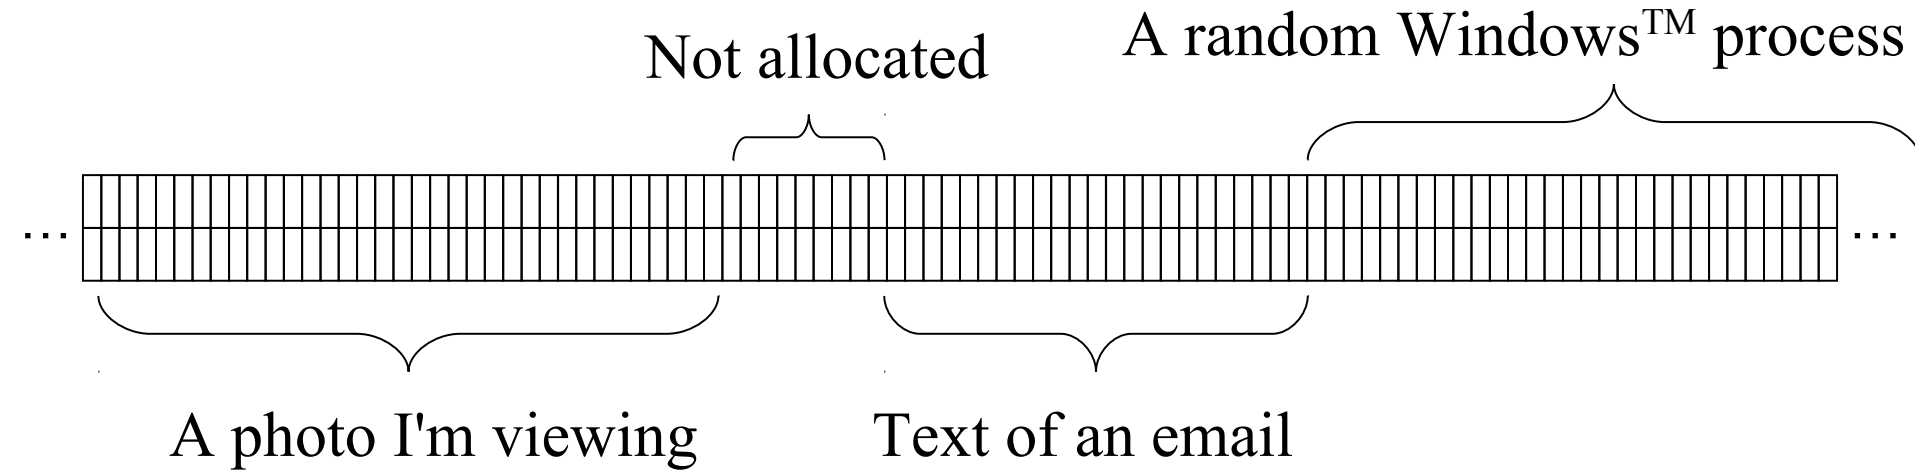 Not allocated
A random Windows™ process
...
...
A photo I'm viewing
Text of an email